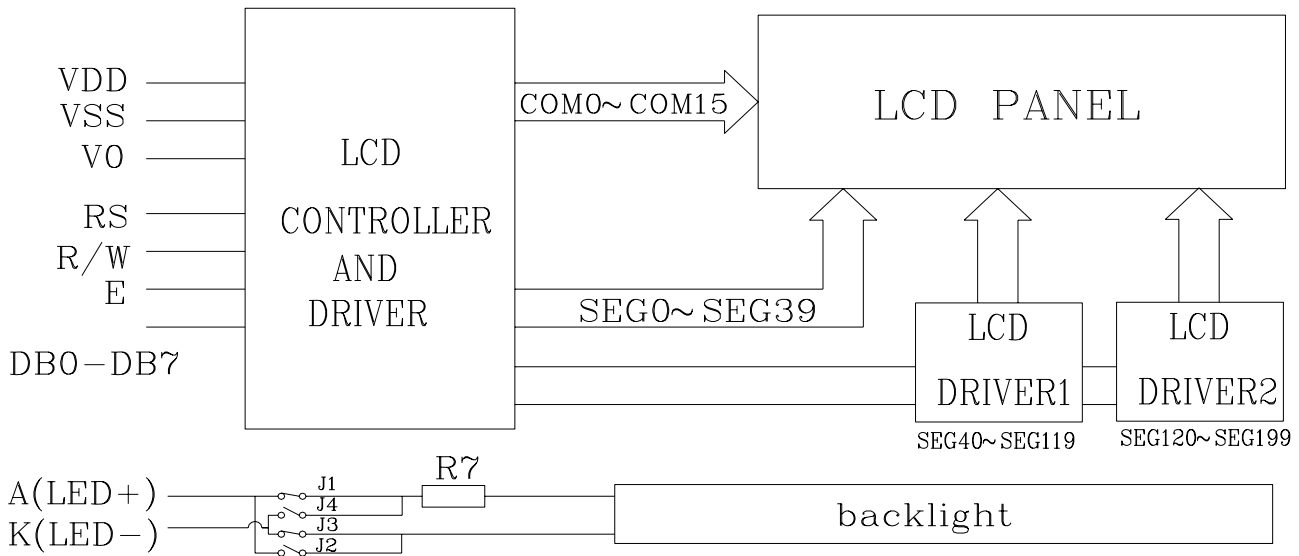 VDD
VSS
V0
RS
R/W
E
DB0-DB7
LCD
CONTROLLER
AND
DRIVER
COM0~COM15
SEG0~SEG39
LCD PANEL
LCD
DRIVER1
SEG40~SEG119
LCD
DRIVER2
SEG120~SEG199
A(LED+)
K(LED-)
J1
J4
J3
J2
R7
backlight